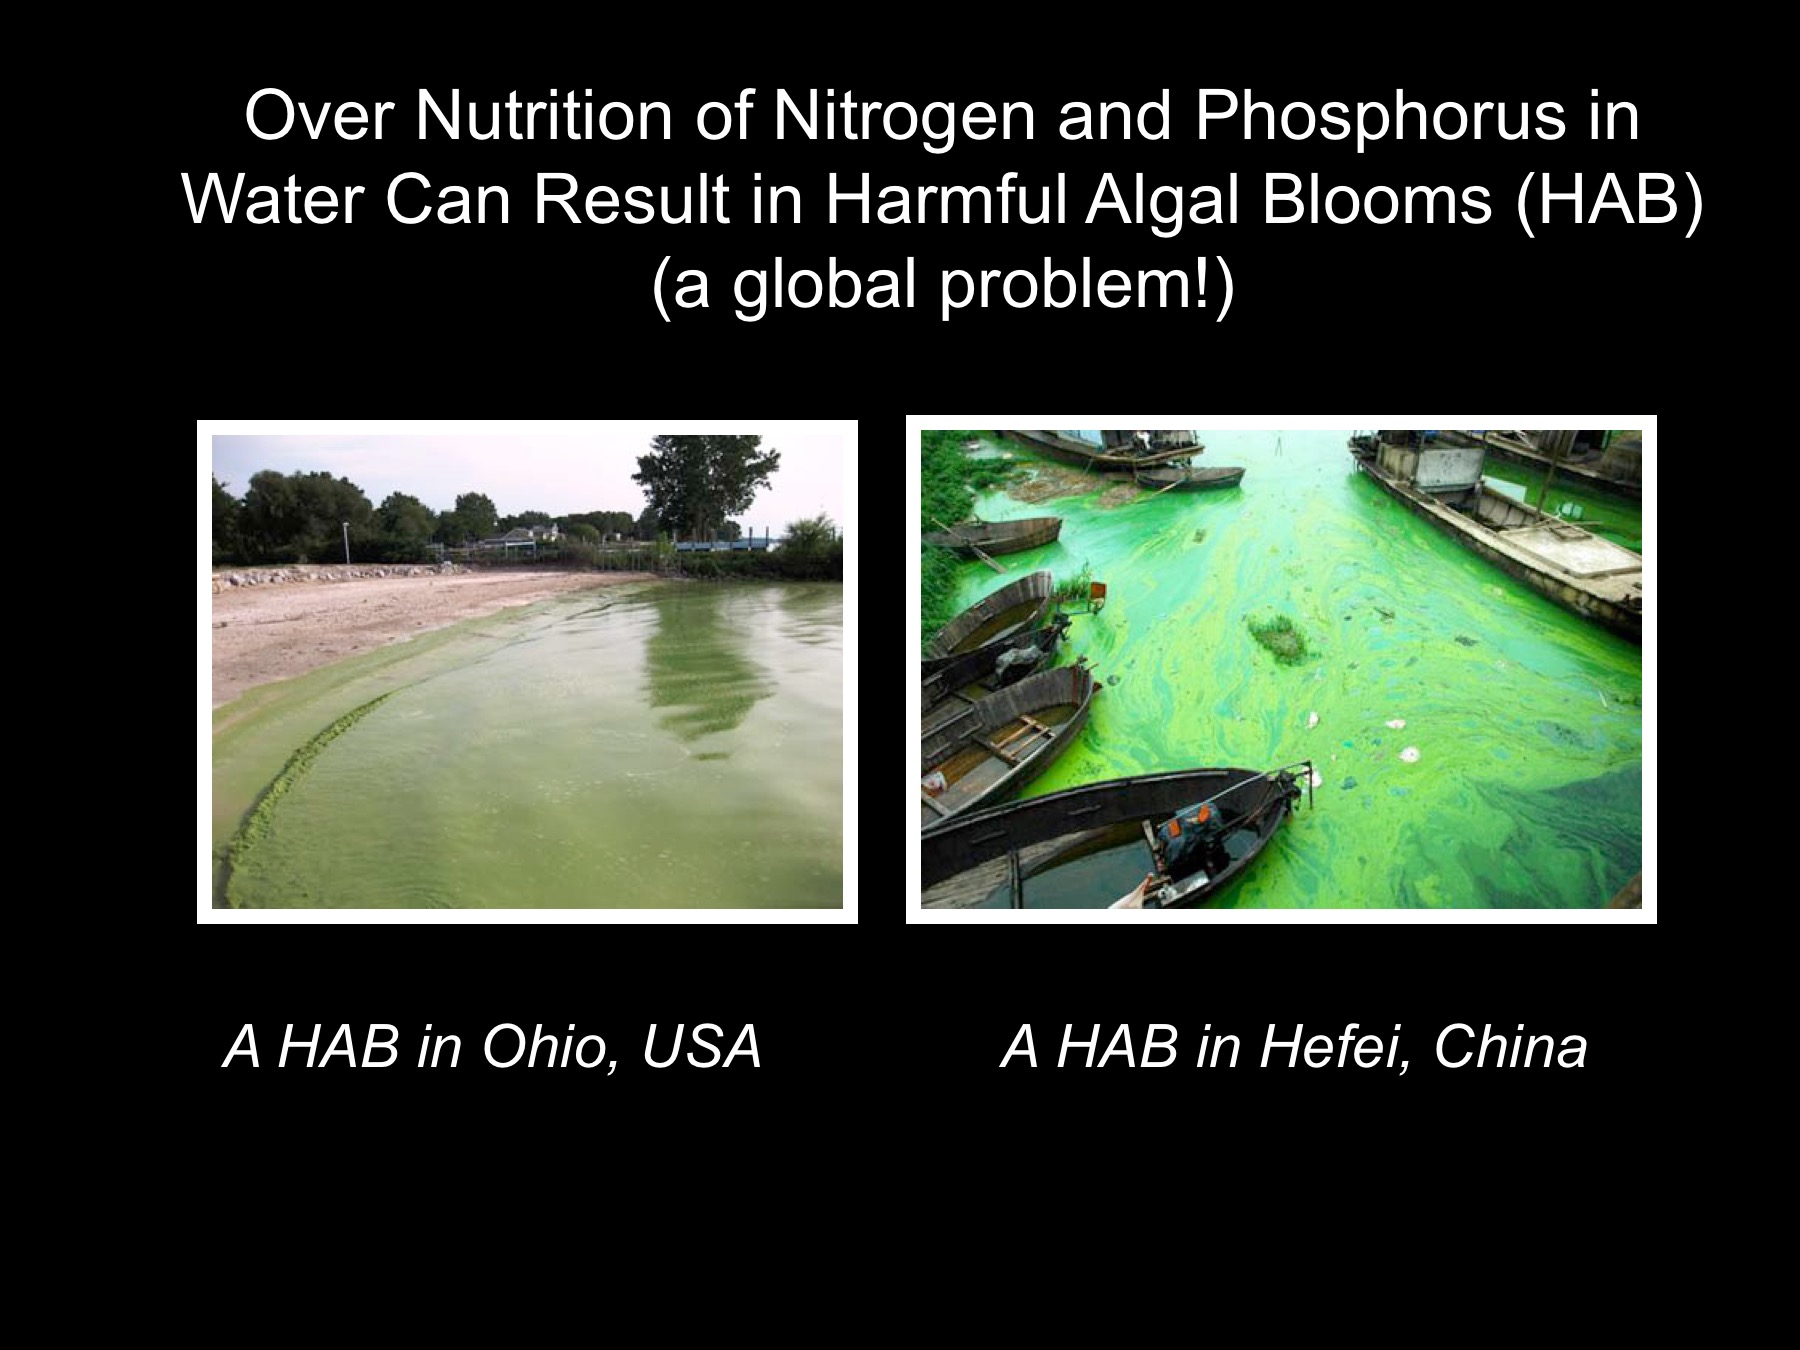 Over Nutrition of Nitrogen and Phosphorus in
Water Can Result in Harmful Algal Blooms (HAB)
(a global problem!)
A HAB in Ohio, USA
A HAB in Hefei, China